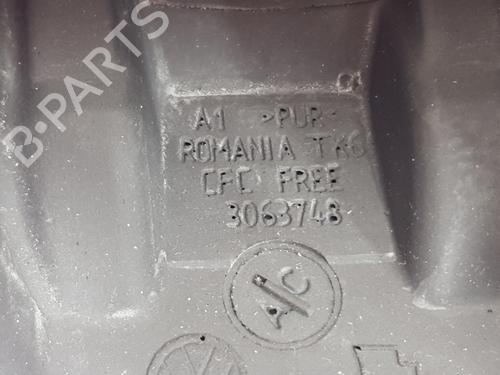 B-PARTS
A1 >PUR<
ROMANIA TK6
CFC FREE
3063748
A/C